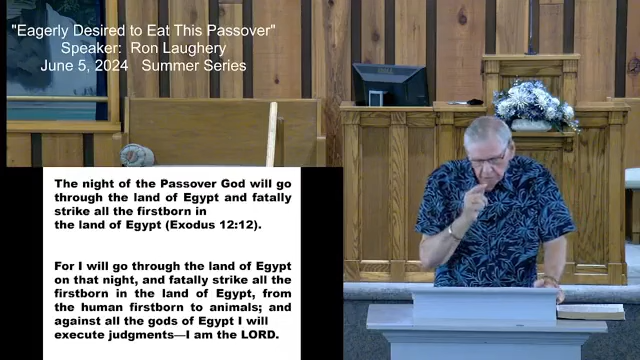 "Eagerly Desired to Eat This Passover"
Speaker: Ron Laughery
June 5, 2024 Summer Series
The night of the Passover God will go
through the land of Egypt and fatally
strike all the firstborn in
the land of Egypt (Exodus 12:12).
For I will go through the land of Egypt
on that night, and fatally strike all the
firstborn in the land of Egypt, from
the human firstborn to animals; and
against all the gods of Egypt I will
execute judgments—I am the LORD.